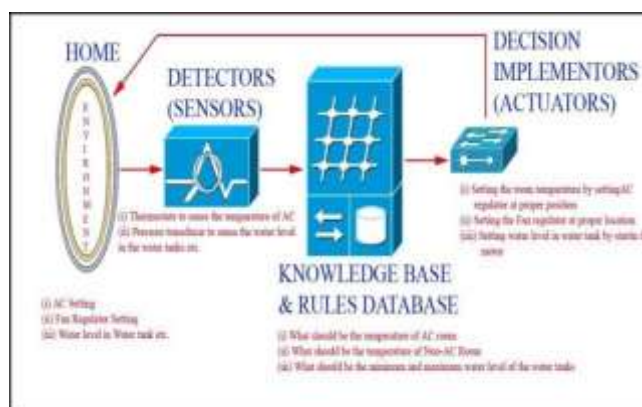 HOME
ENVIRONMENT
DETECTORS
(SENSORS)
(i) Thermostate to sense the temperature of AC
(ii) Pressure transducer to sense the water level
in the water tanks etc.
DECISION
IMPLEMENTORS
(ACTUATORS)
(i) Setting the room temperature by settingAC
regulator at proper position
(ii) Setting the Fan regulator at proper location
(iii) Setting water level in water tank by
motor
KNOWLEDGE BASE
& RULES DATABASE
(i) What should be the temperature of AC room
(ii) What should be the temperature of Non-AC Room
(iii) What should be the minimum and maximum water level of the water tanks
(i) AC Setting
(ii) Fan Regulator Setting
(iii) Water level in Water tank etc.